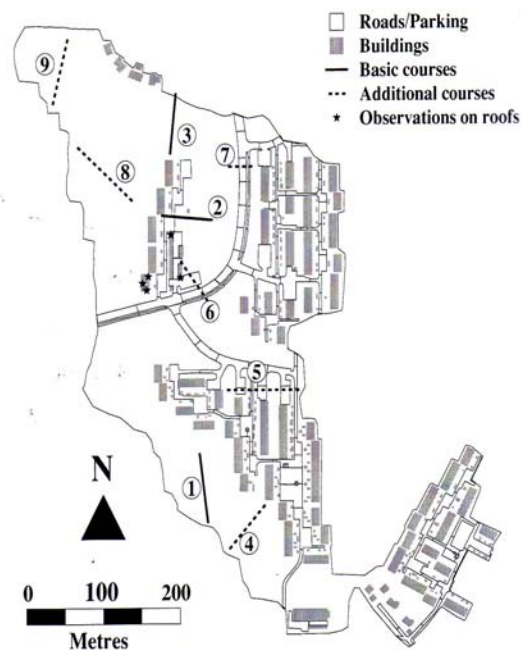 Roads/Parking
Buildings
Basic courses
Additional courses
Observations on roofs
9
3
7
8
2
6
5
1
4
N
0 100 200
Metres